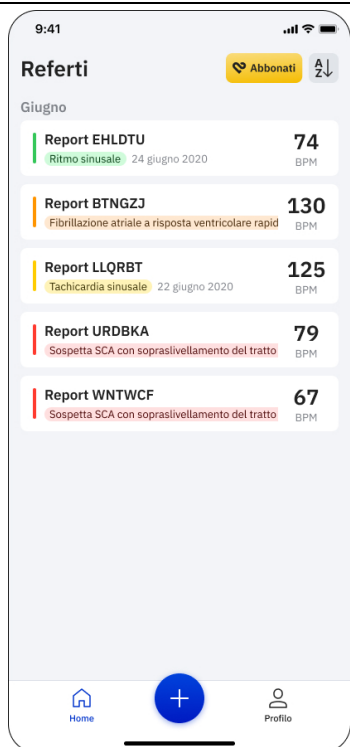 9:41
Referti
Abbonati
A
Z
Giugno
Report EHLDTU
74
Ritmo sinusale 24 giugno 2020
BPM
Report BTNGZJ
130
Fibrillazione atriale a risposta ventricolare rapid
BPM
Report LLQRBT
125
Tachicardia sinusale 22 giugno 2020
BPM
Report URDBKA
79
Sospetta SCA con sopraslivellamento del tratto
BPM
Report WNTWCF
67
Sospetta SCA con sopraslivellamento del tratto
BPM
Home
Profilo